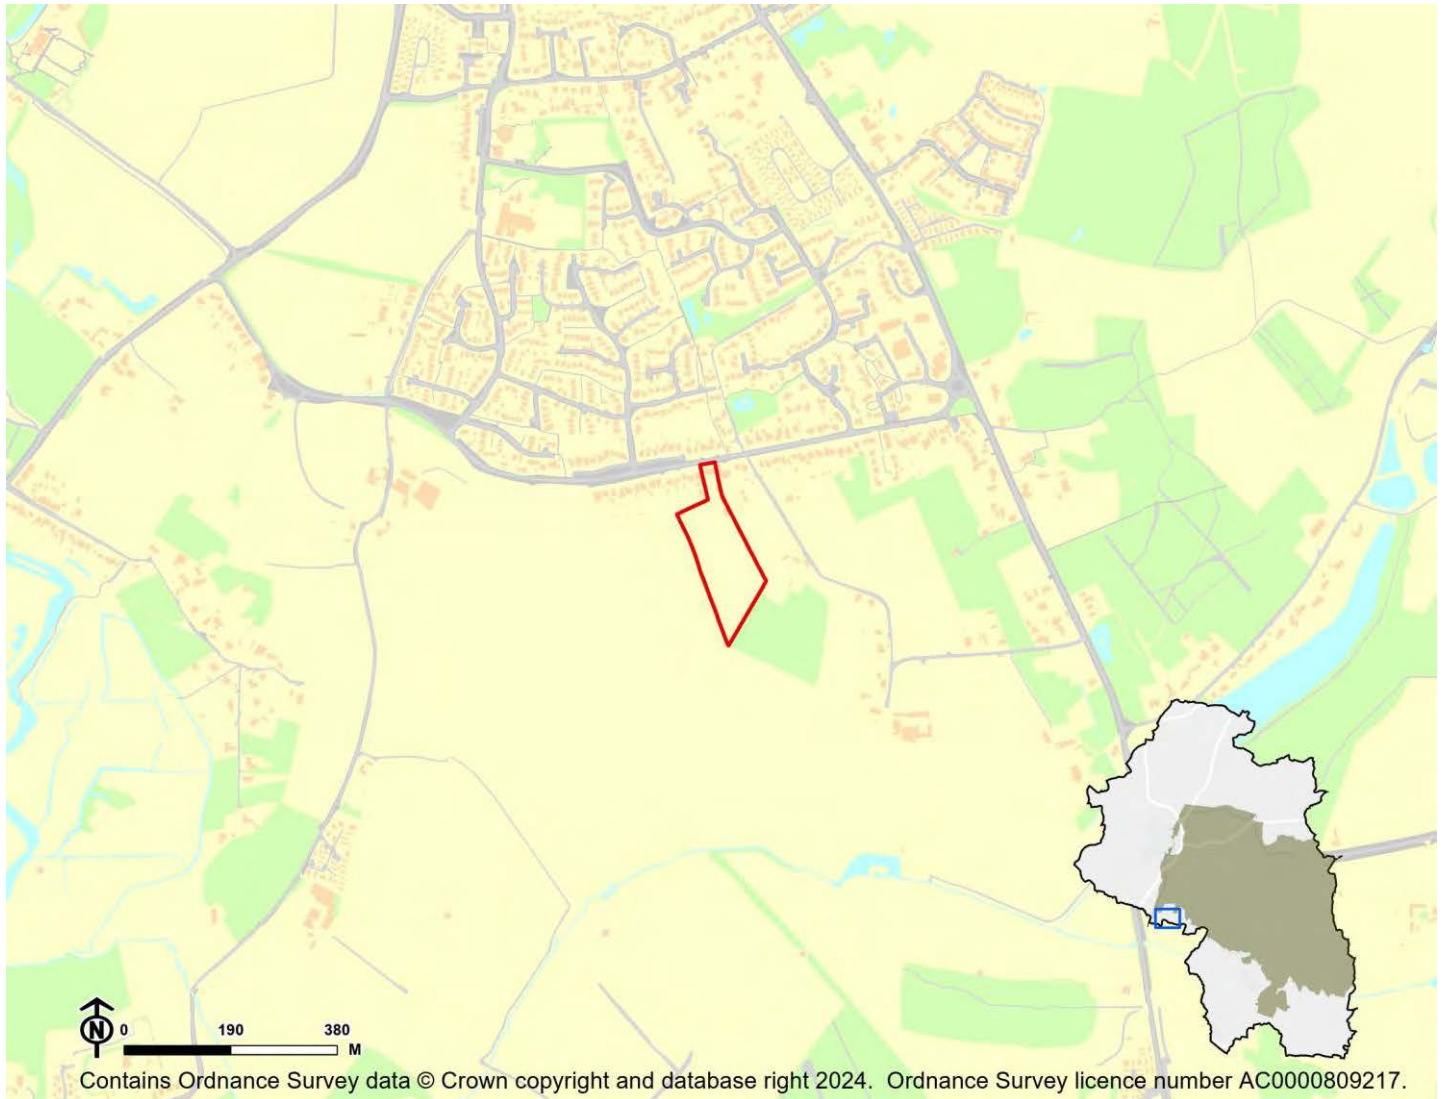 N
0 190 380
M
Contains Ordnance Survey data © Crown copyright and database right 2024. Ordnance Survey licence number AC0000809217.